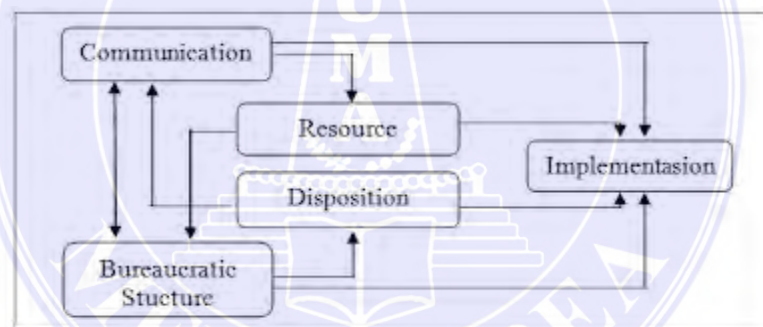 Communication
Resource
Implementasion
Disposition
Bureaucratic
Stucture